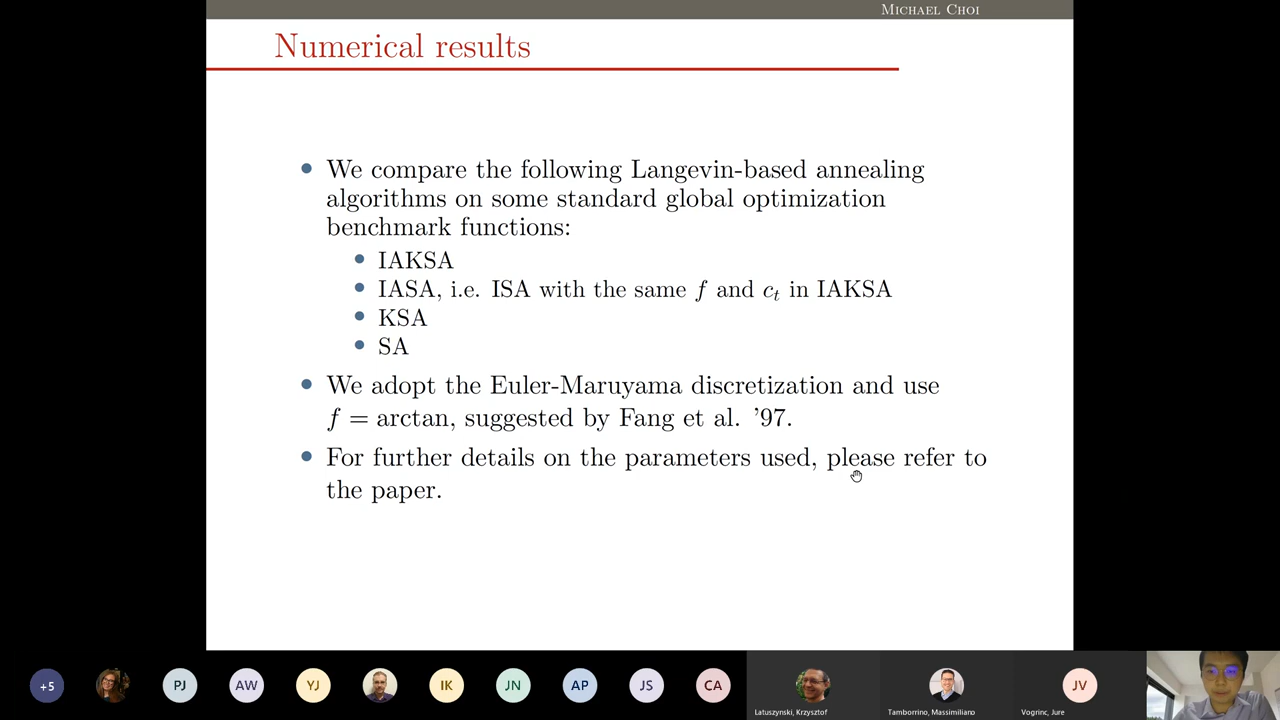 Michael Choi
Numerical results
• We compare the following Langevin-based annealing
algorithms on some standard global optimization
benchmark functions:
• IAKSA
• IASA, i.e. ISA with the same f and cₜ in IAKSA
• KSA
• SA
• We adopt the Euler-Maruyama discretization and use
f = arctan, suggested by Fang et al. '97.
• For further details on the parameters used, please refer to
the paper.
+5
PJ
AW
YJ
IK
JN
AP
JS
CA
JV
Latuszynski, Krzysztof
Tamborrino, Massimiliano
Vogrinc, Jure